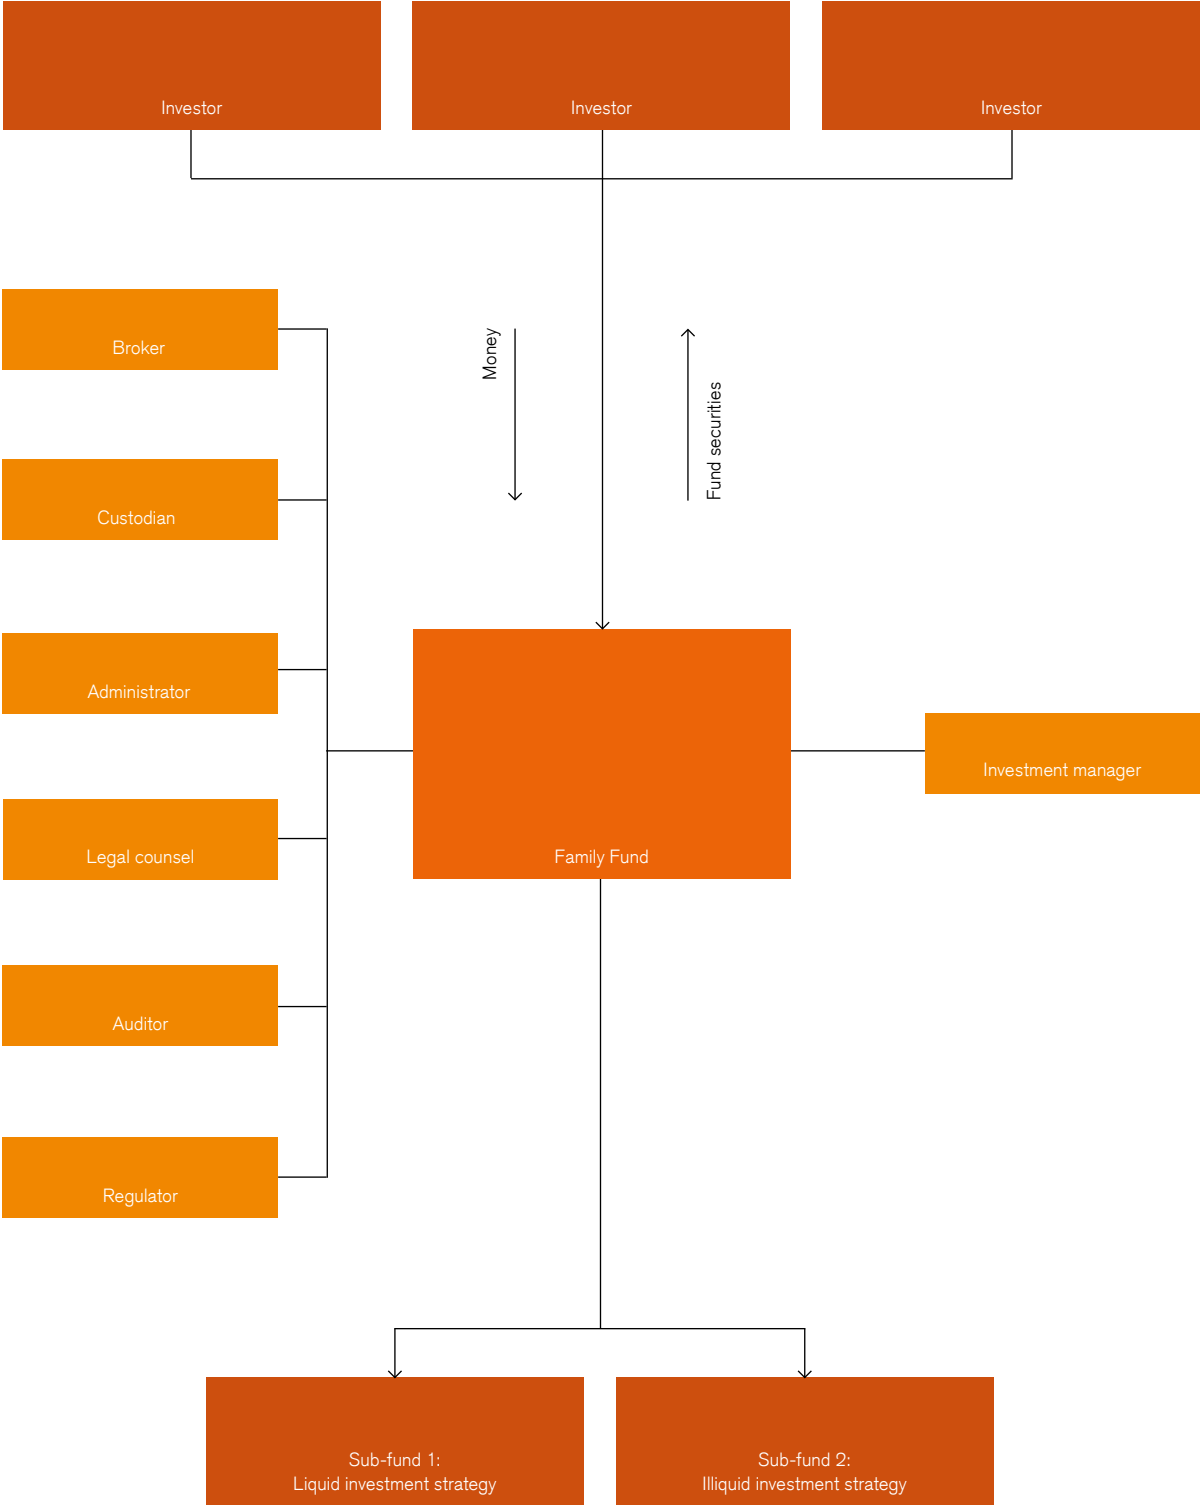 Investor
Investor
Investor
Broker
Money
Fund securities
Custodian
Administrator
Legal counsel
Auditor
Regulator
Family Fund
Investment manager
Sub-fund 1:
Liquid investment strategy
Sub-fund 2:
Illiquid investment strategy